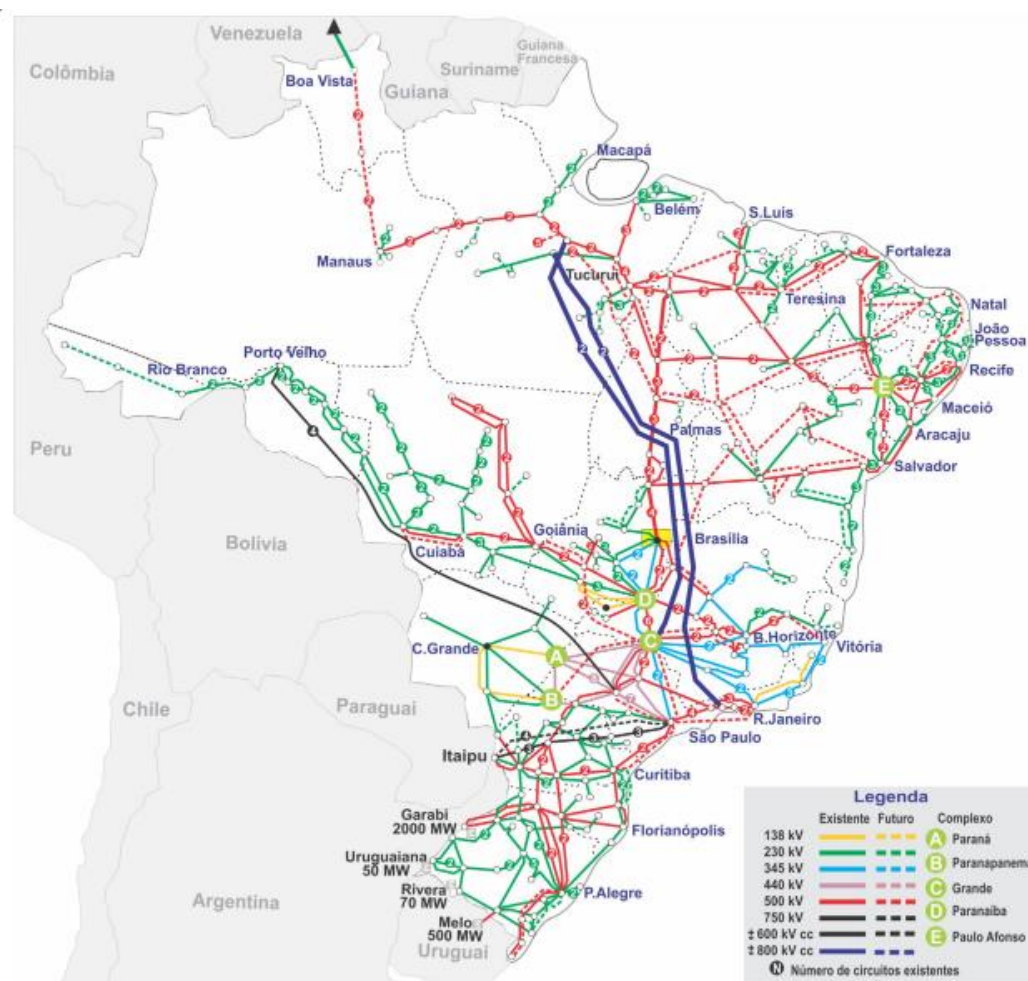 Venezuela
Guiana
Francesa
Colômbia
Suriname
Boa Vista
Guiana
Macapá
Belém
S.Luis
Manaus
Fortaleza
Tucuruí
Teresina
Natal
João
Pessoa
Porto Velho
Rio Branco
Recife
E
Maceió
Peru
Palmas
Aracaju
Salvador
Bolívia
Goiânia
Brasília
Cuiabá
D
C
B.Horizonte
Vitória
C.Grande
A
B
Chile
Paraguai
R.Janeiro
São Paulo
Itaipu
Curitiba
Garabi
2000 MW
Florianópolis
Uruguaiana
50 MW
Rivera
70 MW
P.Alegre
Argentina
Melo
500 MW
Uruguai
Legenda
Existente Futuro Complexo
138 kV A Paraná
230 kV
345 kV B Paranapanema
440 kV C Grande
500 kV D Paranaíba
750 kV
± 600 kV cc E Paulo Afonso
± 800 kV cc
N Número de circuitos existentes